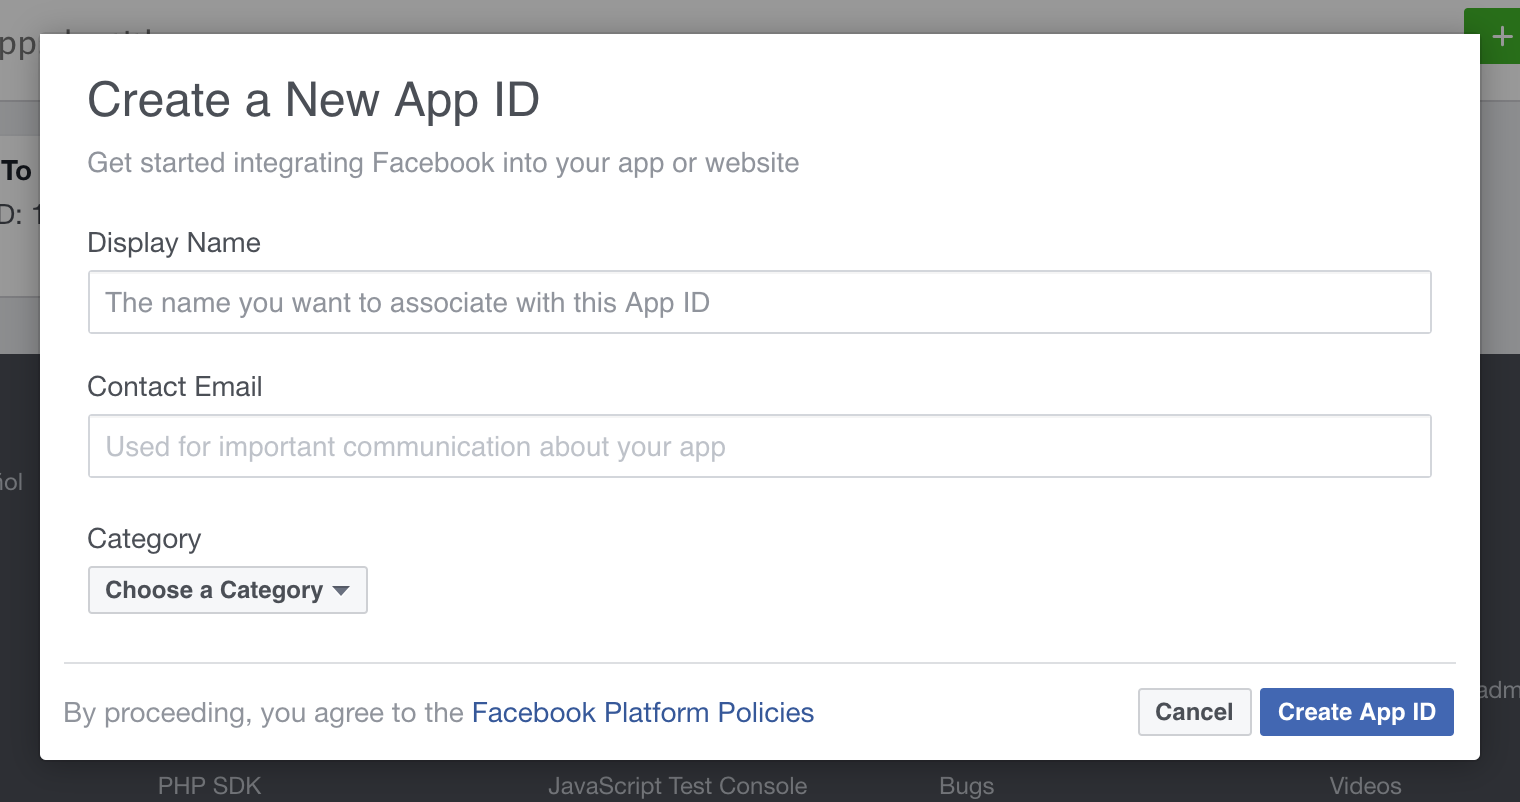 Create a New App ID
Get started integrating Facebook into your app or website
To
D: 1
Display Name
The name you want to associate with this App ID
Contact Email
Used for important communication about your app
Category
Choose a Category
By proceeding, you agree to the Facebook Platform Policies
Cancel
Create App ID
PHP SDK
JavaScript Test Console
Bugs
Videos